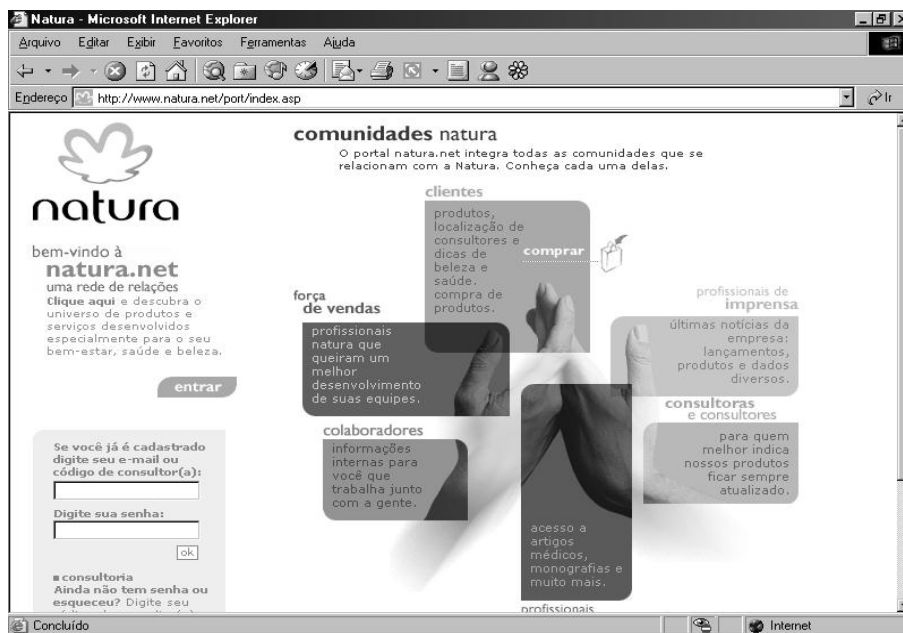 Natura - Microsoft Internet Explorer
Arquivo Editar Exibir Favoritos Ferramentas Ajuda
Endereço http://www.natura.net/port/index.asp Ir
natura
bem-vindo à
natura.net
uma rede de relações
Clique aqui e descubra o
universo de produtos e
serviços desenvolvidos
especialmente para o seu
bem-estar, saúde e beleza.
entrar
Se você já é cadastrado
digite seu e-mail ou
código de consultor(a):
Digite sua senha:
ok
consultoria
Ainda não tem senha ou
esqueceu? Digite seu
comunidades natura
O portal natura.net integra todas as comunidades que se
relacionam com a Natura. Conheça cada uma delas.
clientes
produtos,
localização de
consultores e
dicas de
beleza e
saúde.
compra de
produtos.
comprar
força
de vendas
profissionais
natura que
queiram um
melhor
desenvolvimento
de suas equipes.
profissionais de
imprensa
últimas notícias da
empresa:
lançamentos,
produtos e dados
diversos.
colaboradores
informações
internas para
você que
trabalha junto
com a gente.
consultoras
e consultores
para quem
melhor indica
nossos produtos
ficar sempre
atualizado.
acesso a
artigos
médicos,
monografias e
muito mais.
profissionais
Concluído Internet